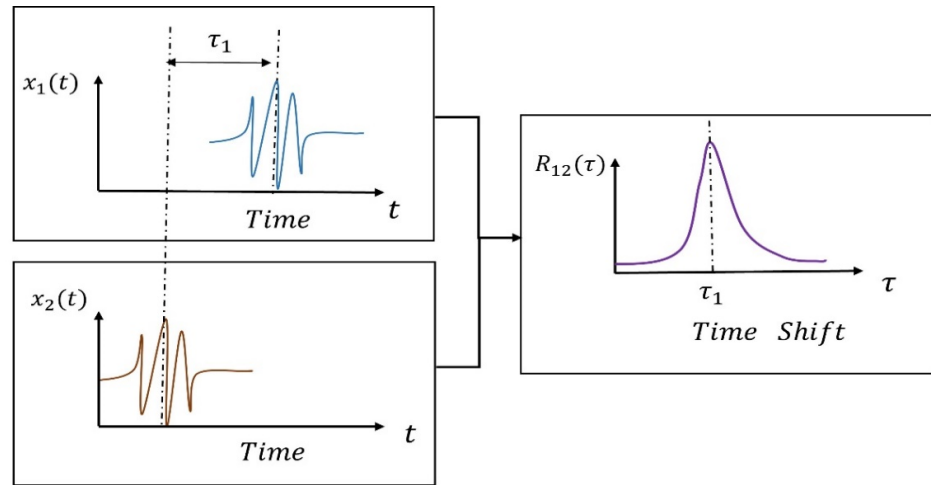 τ₁
x₁(t)
Time t
x₂(t)
Time t
R₁₂(τ)
τ₁ τ
Time Shift